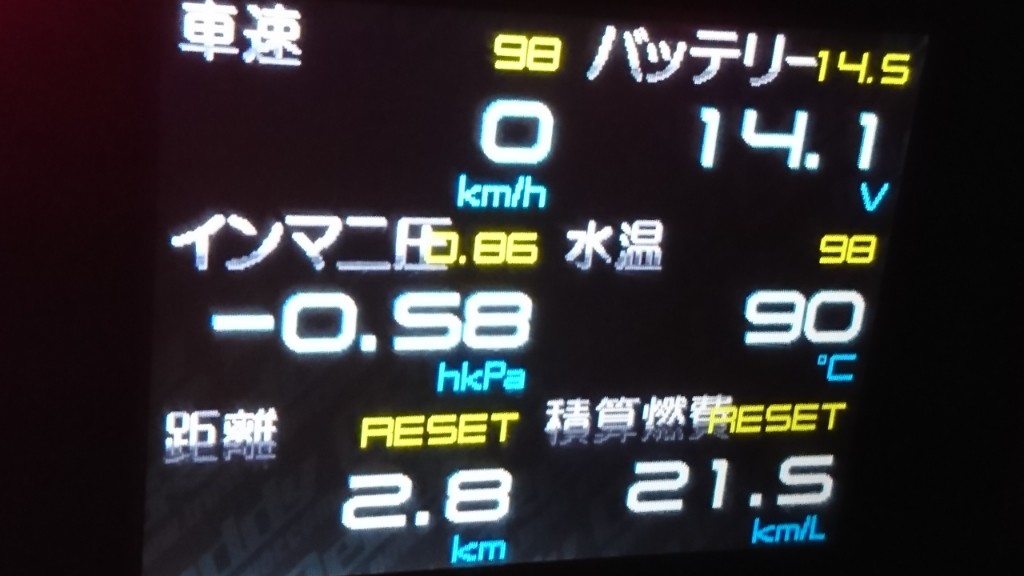 車速 98 バッテリー 14.5
0 14.1
km/h V
インマニ圧 0.86 水温 98
-0.58 90
hkPa ℃
距離 RESET 積算燃費 RESET
2.8 21.5
km km/L